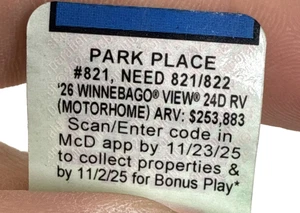 PARK PLACE
#821, NEED 821/822
'26 WINNEBAGO® VIEW® 24D RV
(MOTORHOME) ARV: $253,883
Scan/Enter code in
McD app by 11/23/25
to collect properties &
by 11/2/25 for Bonus Play*